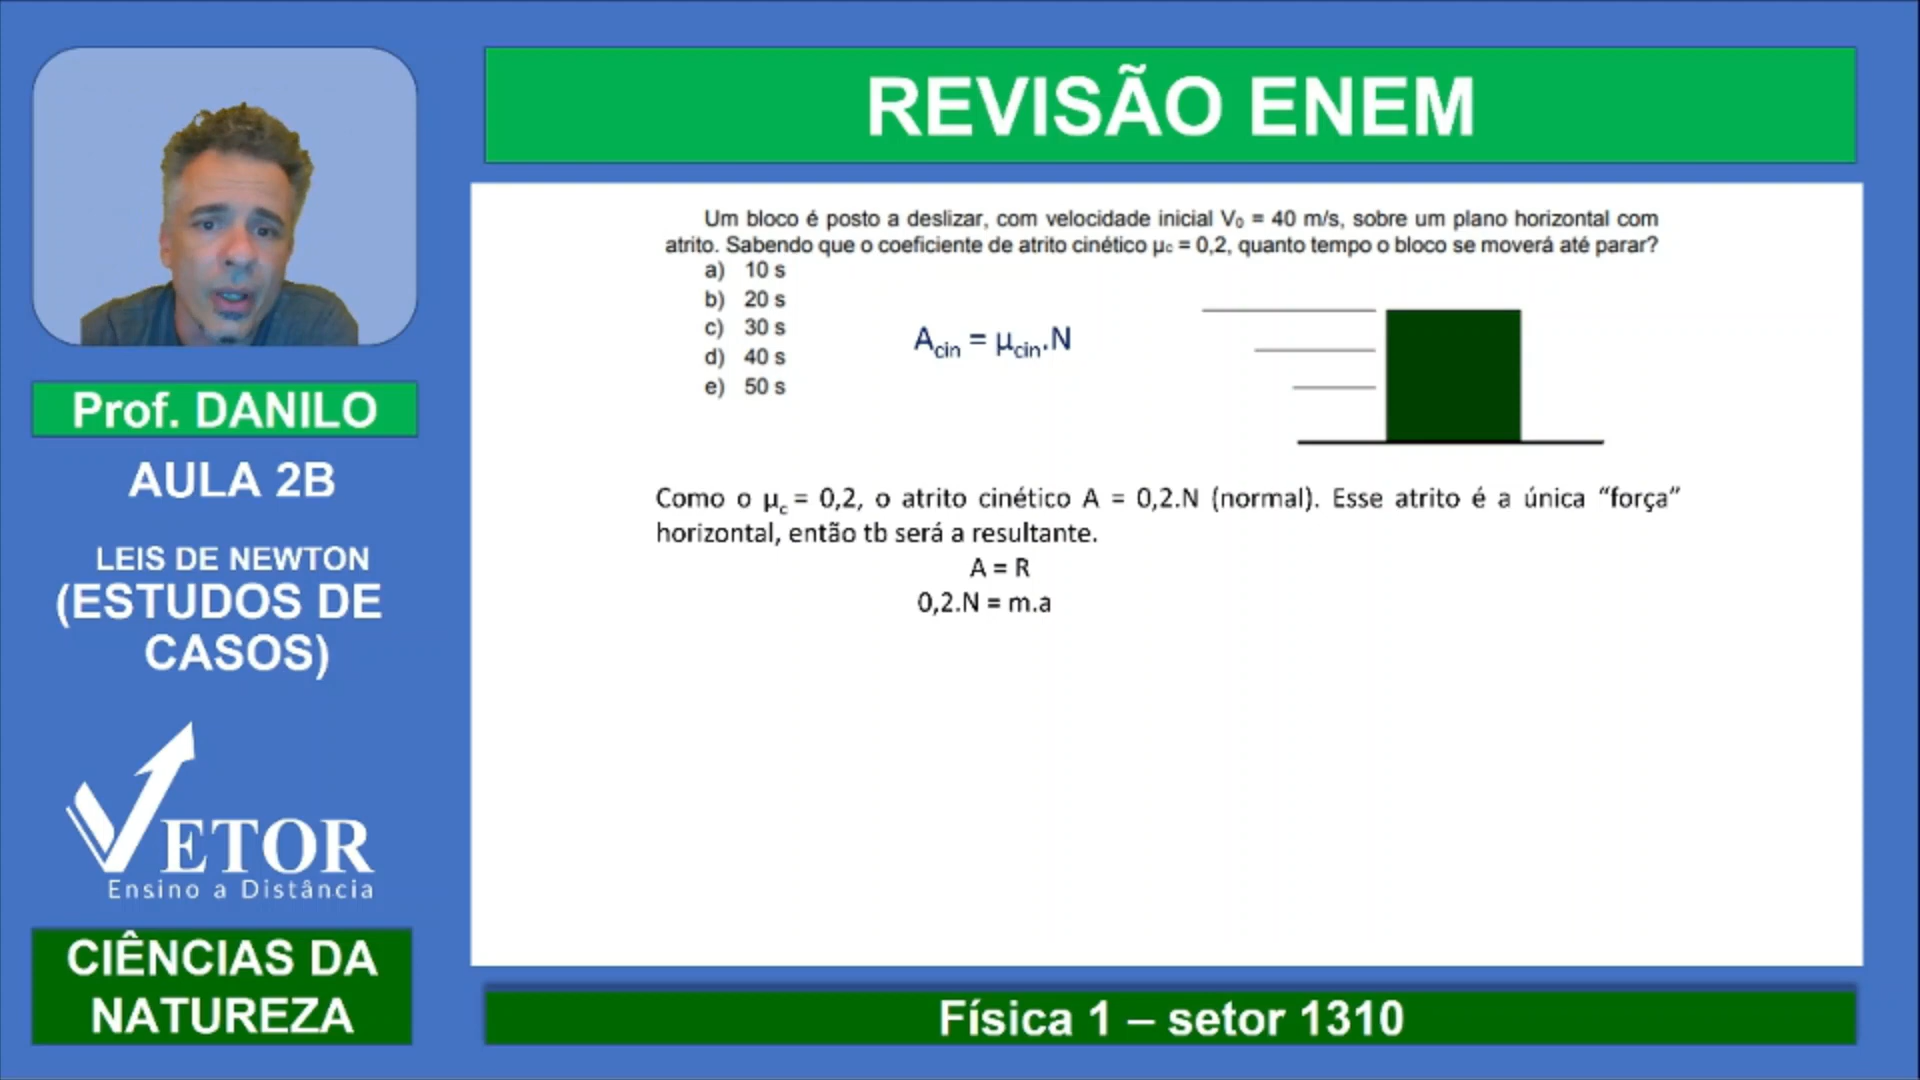 REVISÃO ENEM
Um bloco é posto a deslizar, com velocidade inicial V₀ = 40 m/s, sobre um plano horizontal com
atrito. Sabendo que o coeficiente de atrito cinético μc = 0,2, quanto tempo o bloco se moverá até parar?
a) 10 s
b) 20 s
c) 30 s
d) 40 s
e) 50 s
Acin = μcin.N
Como o μc = 0,2, o atrito cinético A = 0,2.N (normal). Esse atrito é a única “força”
horizontal, então tb será a resultante.
A = R
0,2.N = m.a
Prof. DANILO
AULA 2B
LEIS DE NEWTON
(ESTUDOS DE
CASOS)
VETOR
Ensino a Distância
CIÊNCIAS DA
NATUREZA
Física 1 – setor 1310